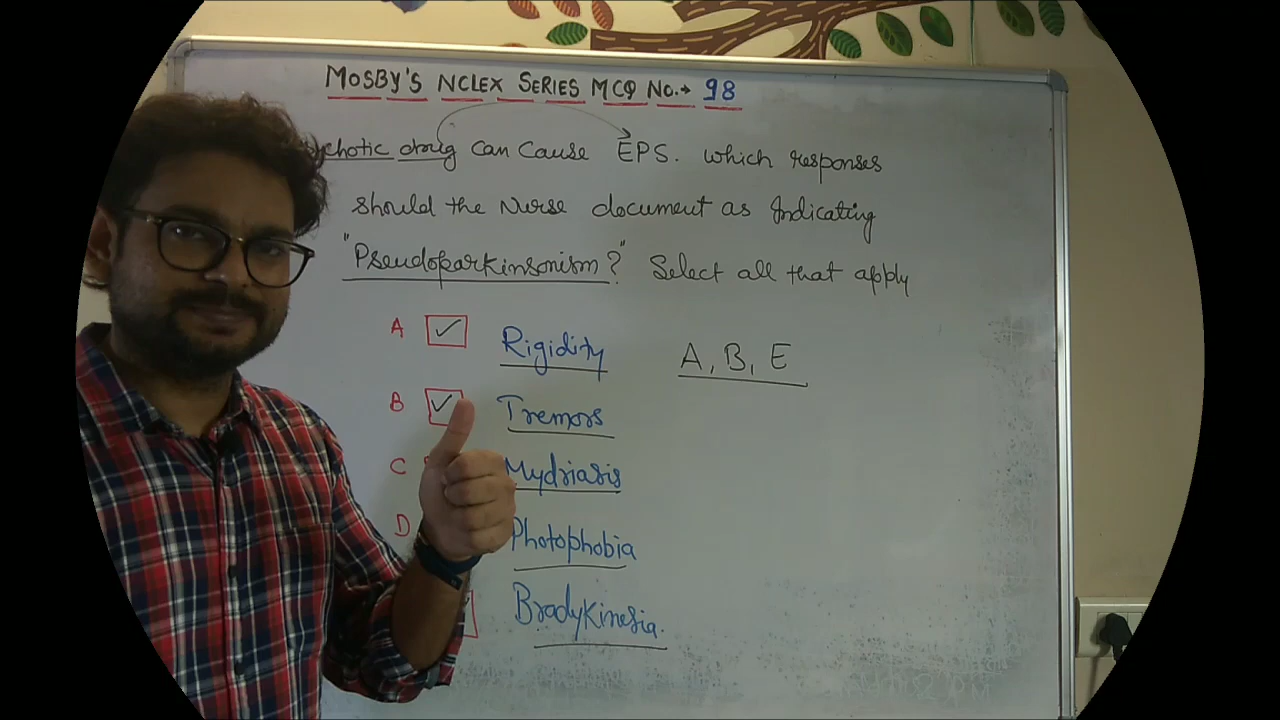 MOSBY'S NCLEX SERIES MCQ No.→ 98
chotic drug can cause EPS. which responses
should the Nurse document as Indicating
"Pseudoparkinsonism?" Select all that apply
A Rigidity A, B, E
B Tremors
C Mydriasis
D Photophobia
Bradykinesia.